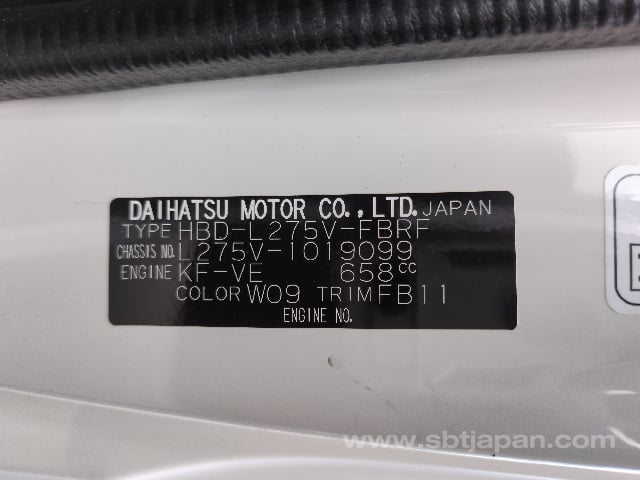 DAIHATSU MOTOR CO., LTD. JAPAN
TYPE HBD-L275V-FBRF
CHASSIS NO. L275V-1019099
ENGINE KF-VE 658cc
COLOR W09 TRIM FB11
ENGINE NO.
www.sbtjapan.com